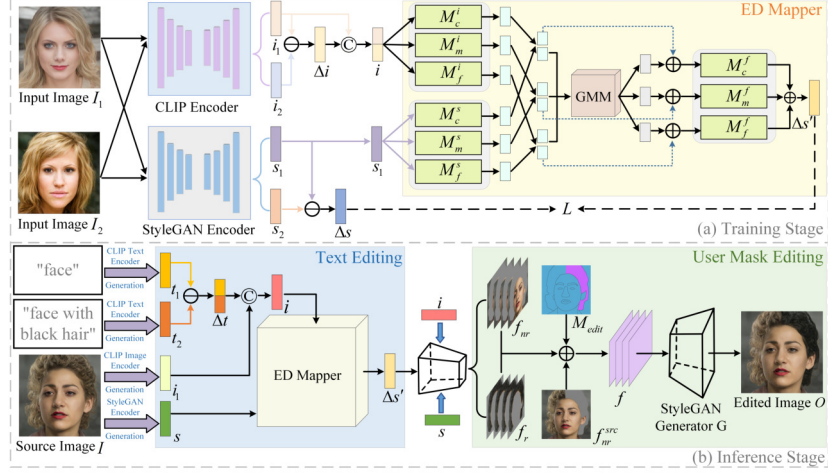 ED Mapper
Input Image I₁
CLIP Encoder
i₁
i₂
Δi
C
i
M_c^i
M_m^i
M_f^i
M_c^s
M_m^s
M_f^s
GMM
M_c^f
M_m^f
M_f^f
Δs'
Input Image I₂
StyleGAN Encoder
s₁
s₂
Δs
s₁
L
(a) Training Stage
"face"
CLIP Text
Encoder
Generation
t₁
Text Editing
"face with
black hair"
CLIP Text
Encoder
Generation
t₂
Δt
C
i
CLIP Image
Encoder
Generation
i₁
StyleGAN
Encoder
Generation
s
Source Image I
ED Mapper
Δs'
i
s
User Mask Editing
f_nr
M_edit
f_r
f_nr^src
f
StyleGAN
Generator G
Edited Image O
(b) Inference Stage